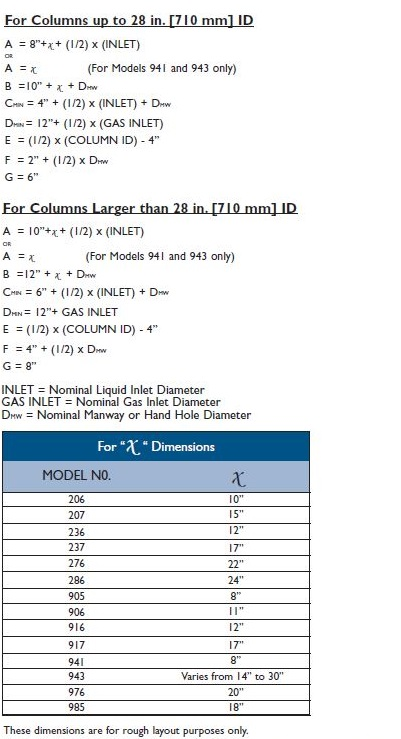 For Columns up to 28 in. [710 mm] ID
A = 8"+χ+ (1/2) x (INLET)
OR
A = χ (For Models 941 and 943 only)
B =10" + χ + DMW
CMIN = 4" + (1/2) x (INLET) + DMW
DMIN = 12"+ (1/2) x (GAS INLET)
E = (1/2) x (COLUMN ID) - 4"
F = 2" + (1/2) x DMW
G = 6"
For Columns Larger than 28 in. [710 mm] ID
A = 10"+χ+ (1/2) x (INLET)
OR
A = χ (For Models 941 and 943 only)
B =12" + χ + DMW
CMIN = 6" + (1/2) x (INLET) + DMW
DMIN = 12"+ GAS INLET
E = (1/2) x (COLUMN ID) - 4"
F = 4" + (1/2) x DMW
G = 8"
INLET = Nominal Liquid Inlet Diameter
GAS INLET = Nominal Gas Inlet Diameter
DMW = Nominal Manway or Hand Hole Diameter
For "χ" Dimensions
MODEL NO. χ
206 10"
207 15"
236 12"
237 17"
276 22"
286 24"
905 8"
906 11"
916 12"
917 17"
941 8"
943 Varies from 14" to 30"
976 20"
985 18"
These dimensions are for rough layout purposes only.